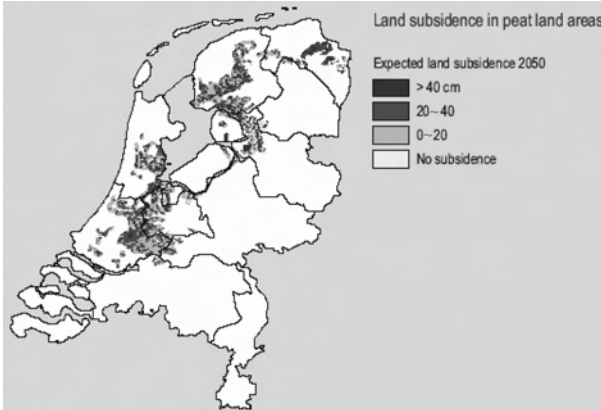 Land subsidence in peat land areas
Expected land subsidence 2050
> 40 cm
20~40
0~20
No subsidence